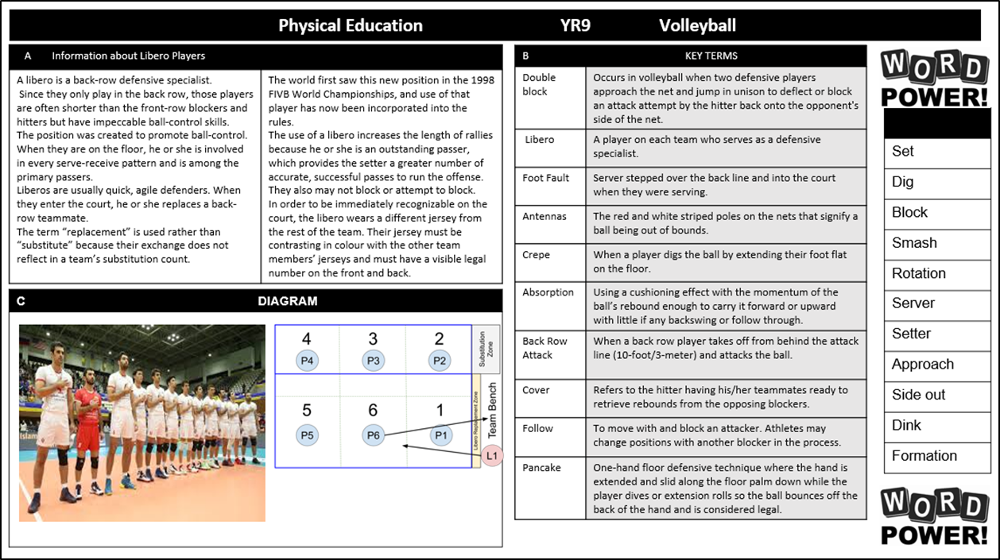 Physical Education YR9 Volleyball
A Information about Libero Players
A libero is a back-row defensive specialist.
Since they only play in the back row, those players
are often shorter than the front-row blockers and
hitters but have impeccable ball-control skills.
The position was created to promote ball-control.
When they are on the floor, he or she is involved
in every serve-receive pattern and is among the
primary passers.
Liberos are usually quick, agile defenders. When
they enter the court, he or she replaces a back-
row teammate.
The term “replacement” is used rather than
“substitute” because their exchange does not
reflect in a team’s substitution count.
The world first saw this new position in the 1998
FIVB World Championships, and use of that
player has now been incorporated into the
rules.
The use of a libero increases the length of rallies
because he or she is an outstanding passer,
which provides the setter a greater number of
accurate, successful passes to run the offense.
They also may not block or attempt to block.
In order to be immediately recognizable on the
court, the libero wears a different jersey from
the rest of the team. Their jersey must be
contrasting in colour with the other team
members’ jerseys and must have a visible legal
number on the front and back.
C DIAGRAM
4 3 2
P4 P3 P2
Substitution
Zone
5 6 1
P5 P6 P1
Libero Replacement Zone
Team Bench
L1
B KEY TERMS
Double
block
Occurs in volleyball when two defensive players
approach the net and jump in unison to deflect or block
an attack attempt by the hitter back onto the opponent's
side of the net.
Libero
A player on each team who serves as a defensive
specialist.
Foot Fault
Server stepped over the back line and into the court
when they were serving.
Antennas
The red and white striped poles on the nets that signify a
ball being out of bounds.
Crepe
When a player digs the ball by extending their foot flat
on the floor.
Absorption
Using a cushioning effect with the momentum of the
ball’s rebound enough to carry it forward or upward
with little if any backswing or follow through.
Back Row
Attack
When a back row player takes off from behind the attack
line (10-foot/3-meter) and attacks the ball.
Cover
Refers to the hitter having his/her teammates ready to
retrieve rebounds from the opposing blockers.
Follow
To move with and block an attacker. Athletes may
change positions with another blocker in the process.
Pancake
One-hand floor defensive technique where the hand is
extended and slid along the floor palm down while the
player dives or extension rolls so the ball bounces off the
back of the hand and is considered legal.
WORD
POWER!
Set
Dig
Block
Smash
Rotation
Server
Setter
Approach
Side out
Dink
Formation
WORD
POWER!